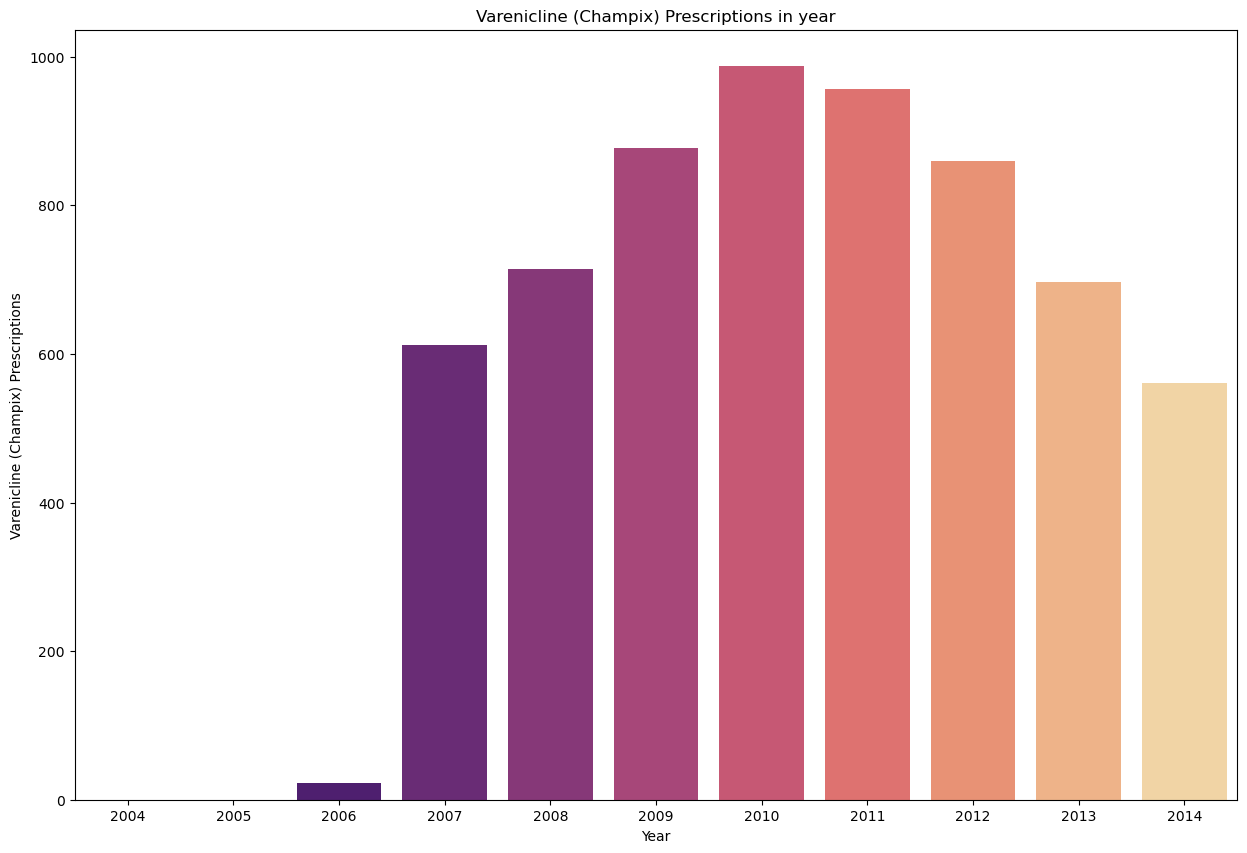 Varenicline (Champix) Prescriptions in year
Varenicline (Champix) Prescriptions
1000
800
600
400
200
0
2004 2005 2006 2007 2008 2009 2010 2011 2012 2013 2014
Year